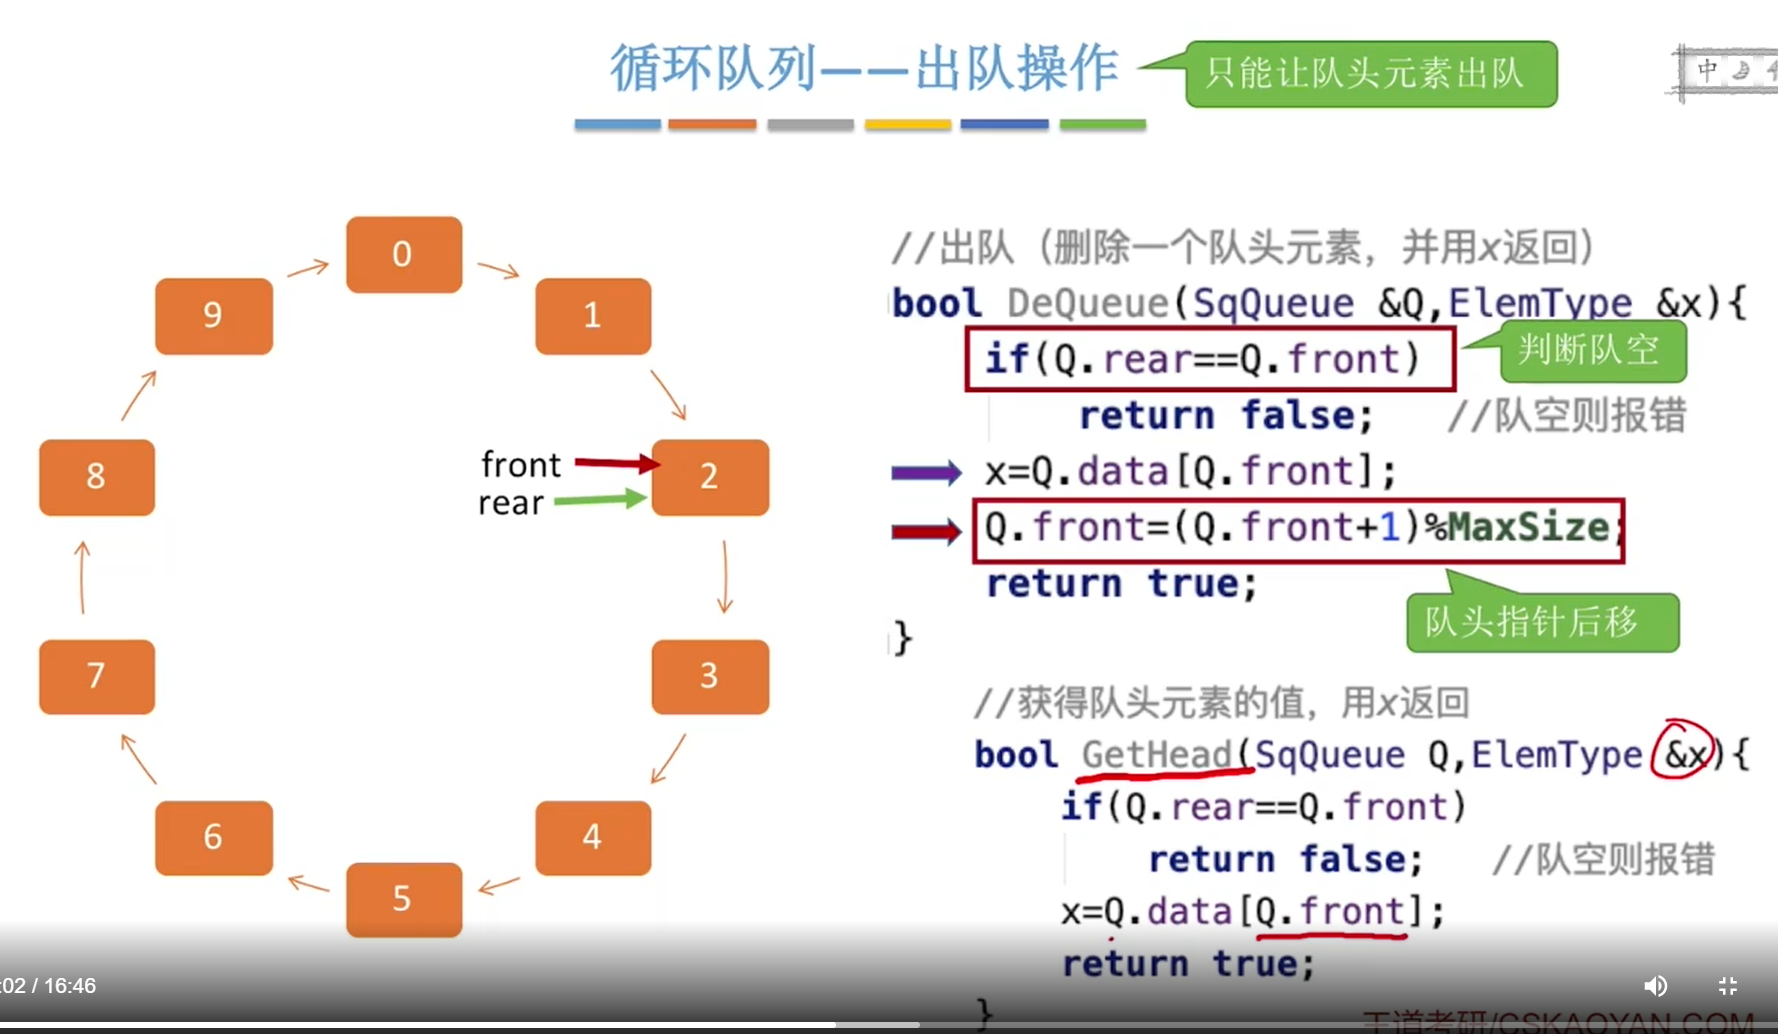 循环队列——出队操作
只能让队头元素出队
中
0
1
2
3
4
5
6
7
8
9
front
rear
//出队（删除一个队头元素，并用x返回）
bool DeQueue(SqQueue &Q,ElemType &x){
if(Q.rear==Q.front)
判断队空
return false; //队空则报错
x=Q.data[Q.front];
Q.front=(Q.front+1)%MaxSize;
return true;
队头指针后移
}
//获得队头元素的值，用x返回
bool GetHead(SqQueue Q,ElemType &x){
if(Q.rear==Q.front)
return false; //队空则报错
x=Q.data[Q.front];
return true;
}
:02 / 16:46
王道考研/CSKAOYAN.COM